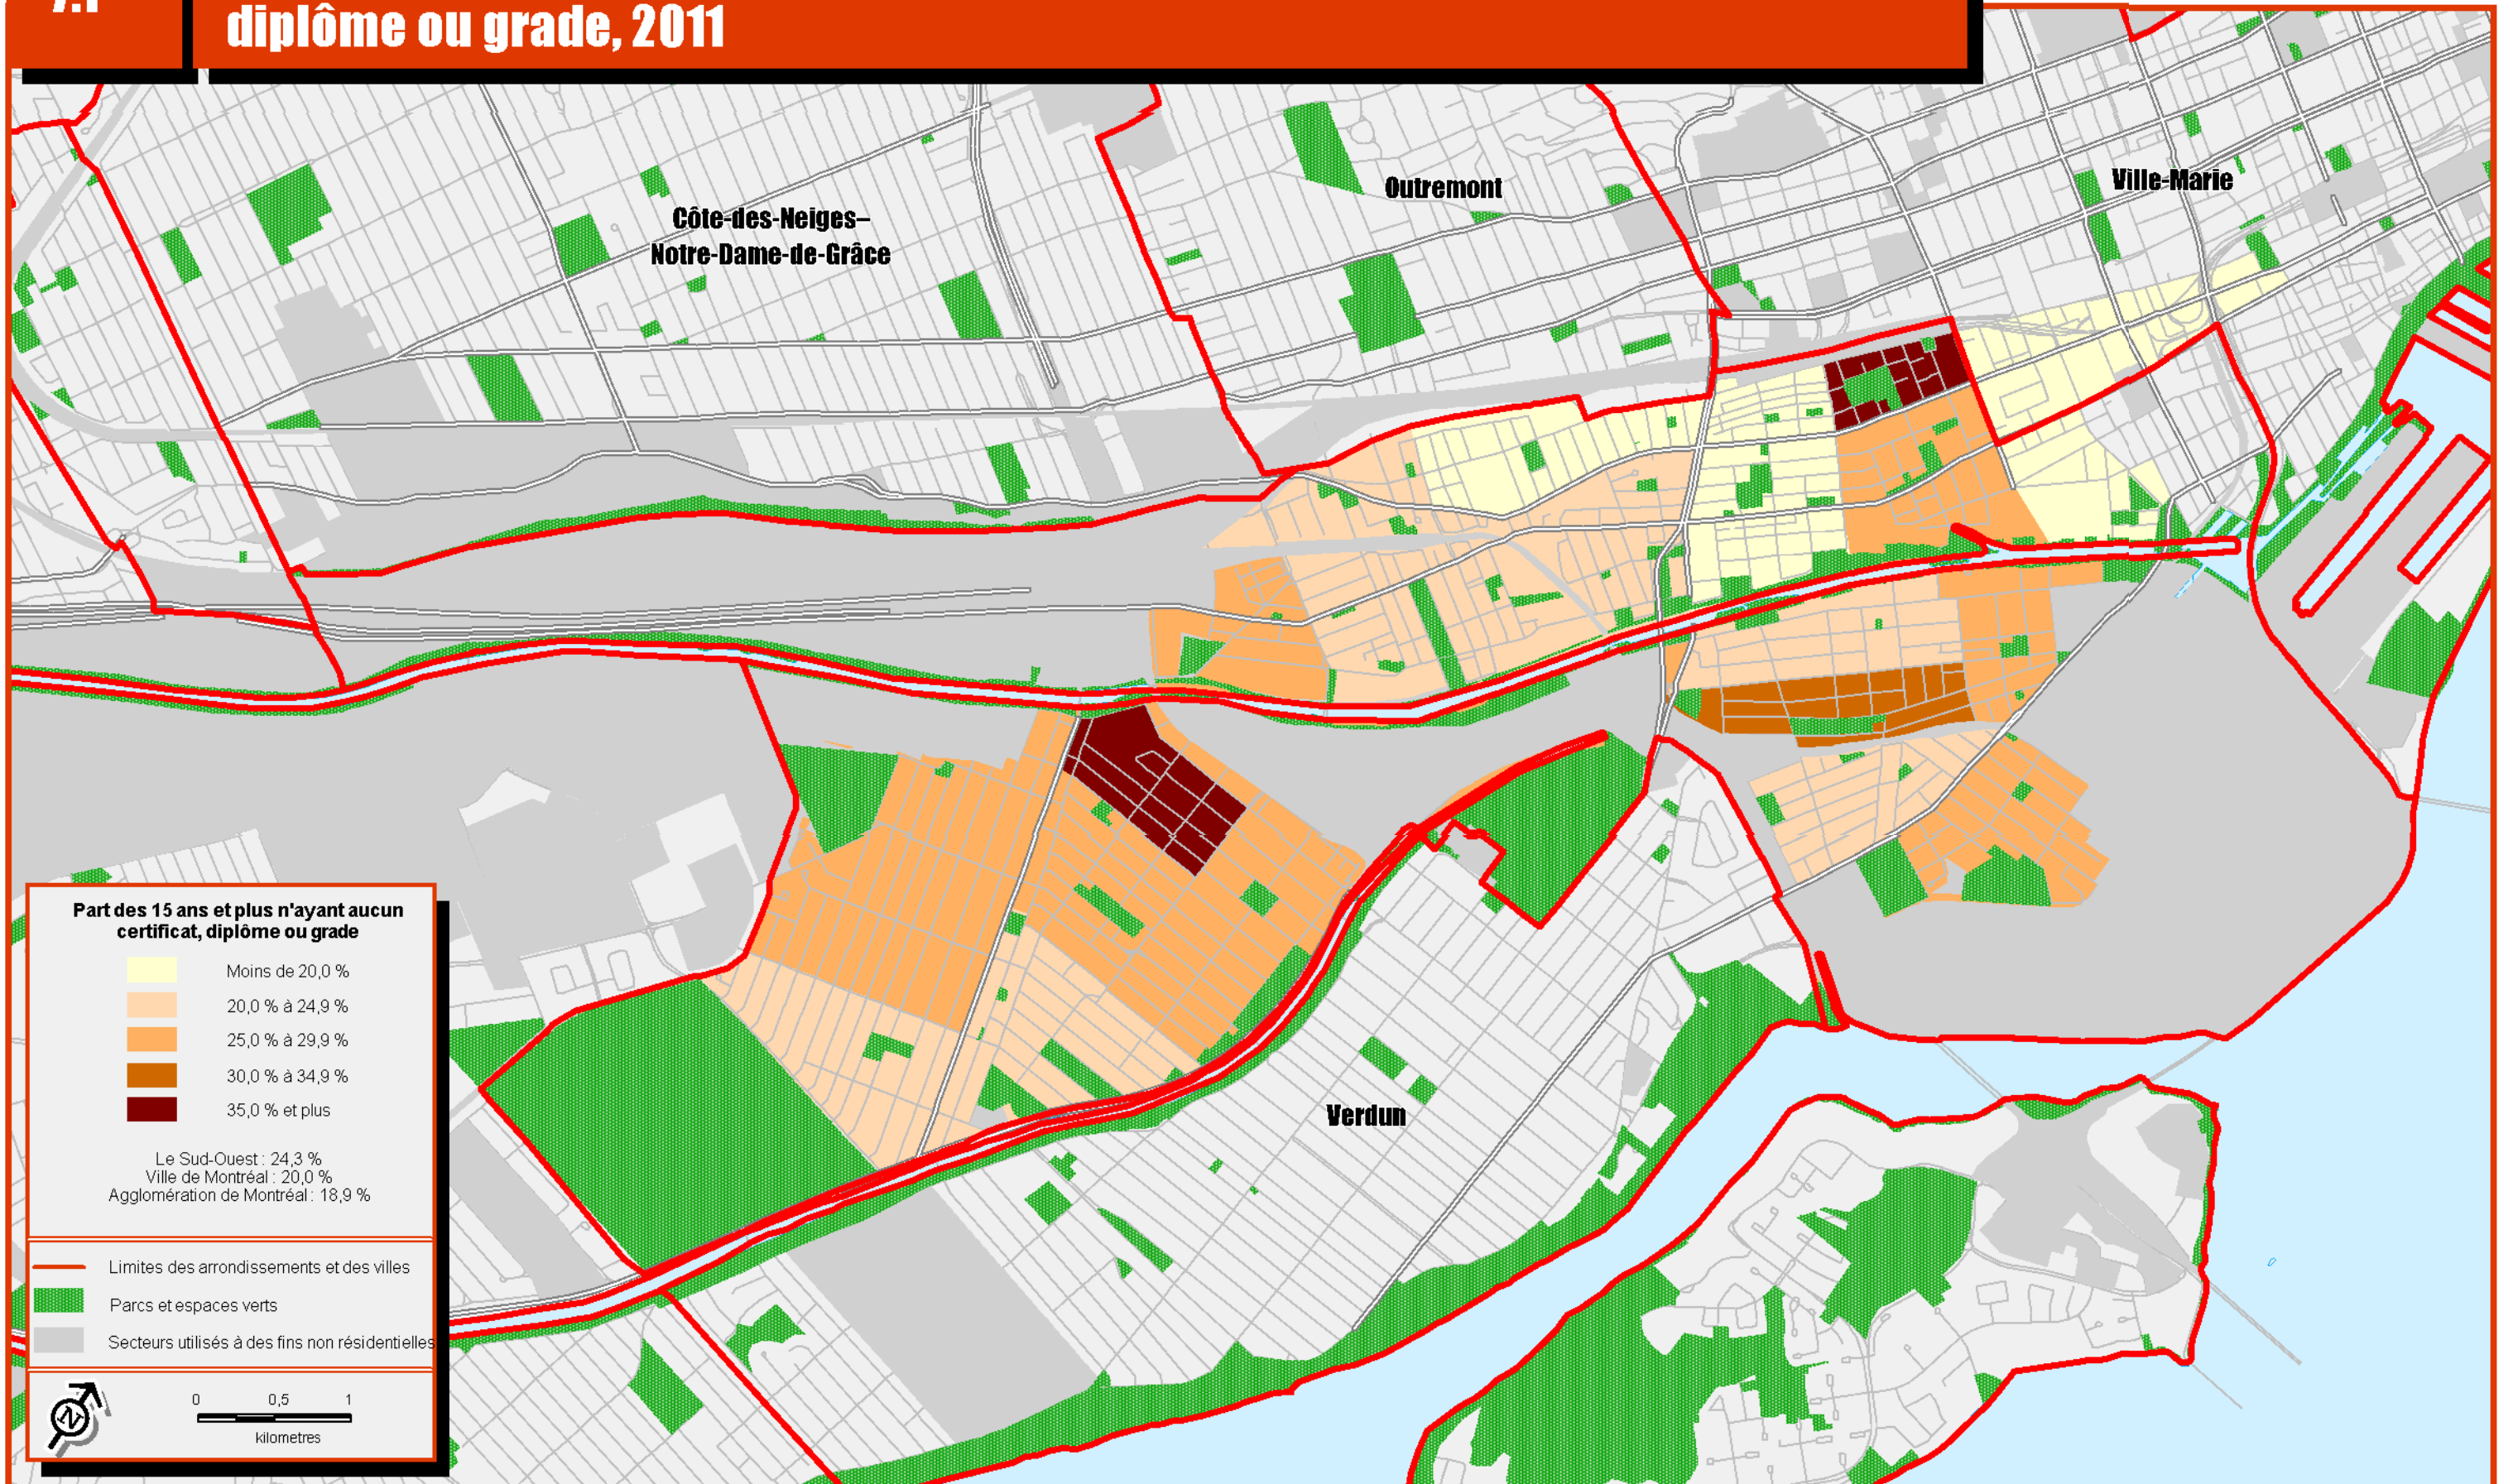 7.1
diplôme ou grade, 2011
Côte-des-Neiges–
Notre-Dame-de-Grâce
Outremont
Ville-Marie
Verdun
Part des 15 ans et plus n'ayant aucun
certificat, diplôme ou grade
Moins de 20,0 %
20,0 % à 24,9 %
25,0 % à 29,9 %
30,0 % à 34,9 %
35,0 % et plus
Le Sud-Ouest : 24,3 %
Ville de Montréal : 20,0 %
Agglomération de Montréal : 18,9 %
Limites des arrondissements et des villes
Parcs et espaces verts
Secteurs utilisés à des fins non résidentielles
N
0 0,5 1
kilometres